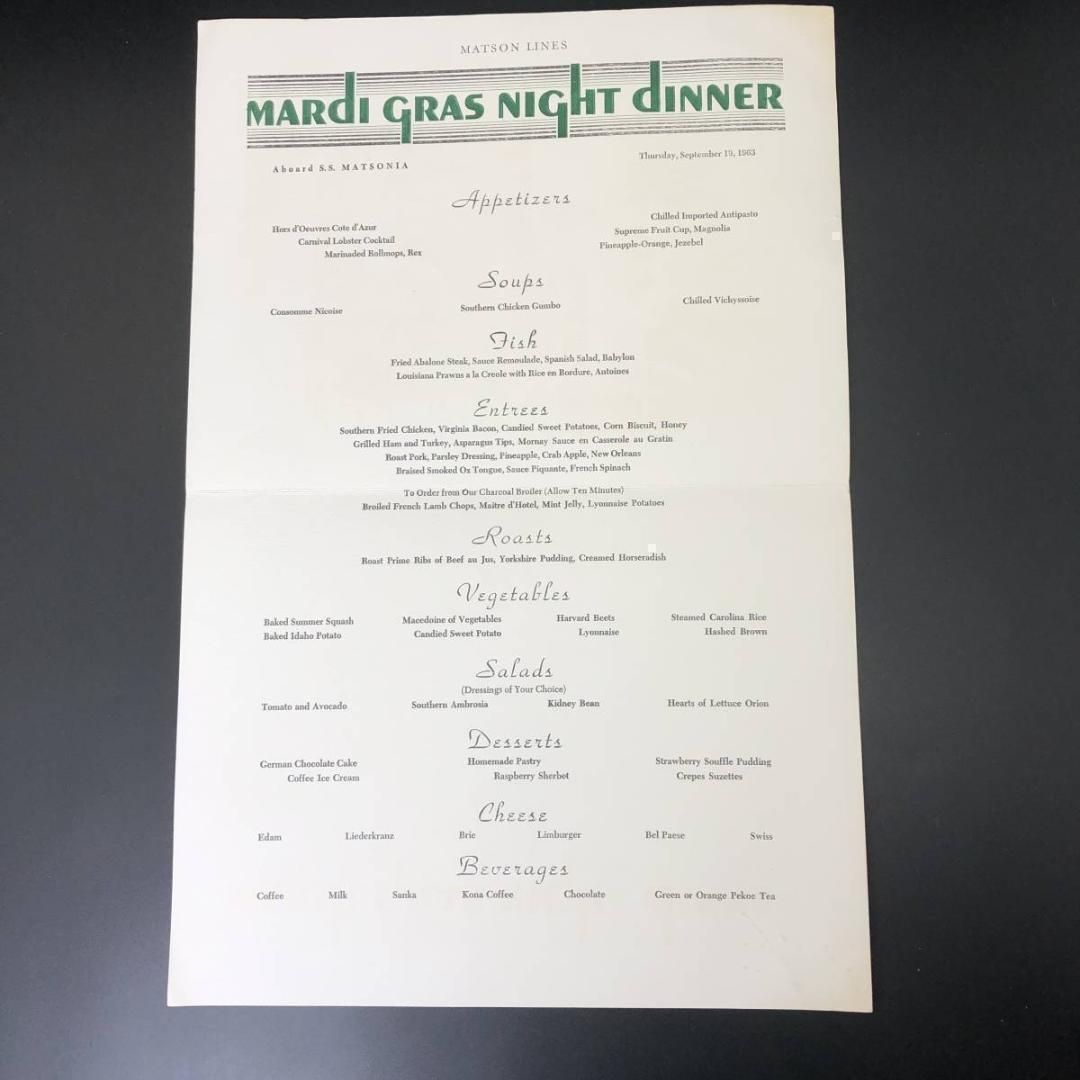 MATSON LINES
MARdI GRAS NIGHT dINNER
Aboard S.S. MATSONIA
Thursday, September 19, 1963
Appetizers
Hors d'Oeuvres Cote d'Azur
Carnival Lobster Cocktail
Marinaded Rollmops, Rex
Chilled Imported Antipasto
Supreme Fruit Cup, Magnolia
Pineapple-Orange, Jezebel
Soups
Consomme Nicoise Southern Chicken Gumbo Chilled Vichyssoise
Fish
Fried Abalone Steak, Sauce Remoulade, Spanish Salad, Babylon
Louisiana Prawns a la Creole with Rice en Bordure, Antoines
Entrees
Southern Fried Chicken, Virginia Bacon, Candied Sweet Potatoes, Corn Biscuit, Honey
Grilled Ham and Turkey, Asparagus Tips, Mornay Sauce en Casserole au Gratin
Roast Pork, Parsley Dressing, Pineapple, Crab Apple, New Orleans
Braised Smoked Ox Tongue, Sauce Piquante, French Spinach
To Order from Our Charcoal Broiler (Allow Ten Minutes)
Broiled French Lamb Chops, Maitre d'Hotel, Mint Jelly, Lyonnaise Potatoes
Roasts
Roast Prime Ribs of Beef au Jus, Yorkshire Pudding, Creamed Horseradish
Vegetables
Baked Summer Squash Macedoine of Vegetables Harvard Beets Steamed Carolina Rice
Baked Idaho Potato Candied Sweet Potato Lyonnaise Hashed Brown
Salads
(Dressings of Your Choice)
Tomato and Avocado Southern Ambrosia Kidney Bean Hearts of Lettuce Orion
Desserts
German Chocolate Cake Homemade Pastry Strawberry Souffle Pudding
Coffee Ice Cream Raspberry Sherbet Crepes Suzettes
Cheese
Edam Liederkranz Brie Limburger Bel Paese Swiss
Beverages
Coffee Milk Sanka Kona Coffee Chocolate Green or Orange Pekoe Tea